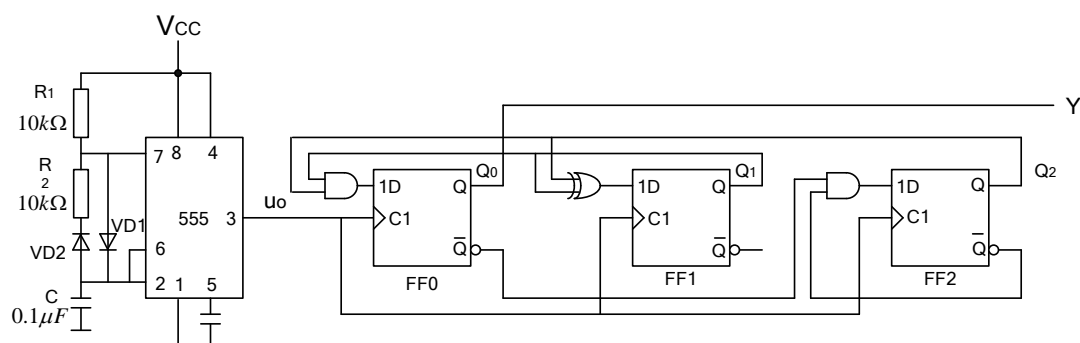 VCC
R1
10kΩ
R
2
10kΩ
VD2
VD1
C
0.1μF
7
8
4
555
3
6
2
1
5
uo
1D
Q
C1
Q̅
FF0
Q0
1D
Q
C1
Q̅
FF1
Q1
1D
Q
C1
Q̅
FF2
Q2
Y